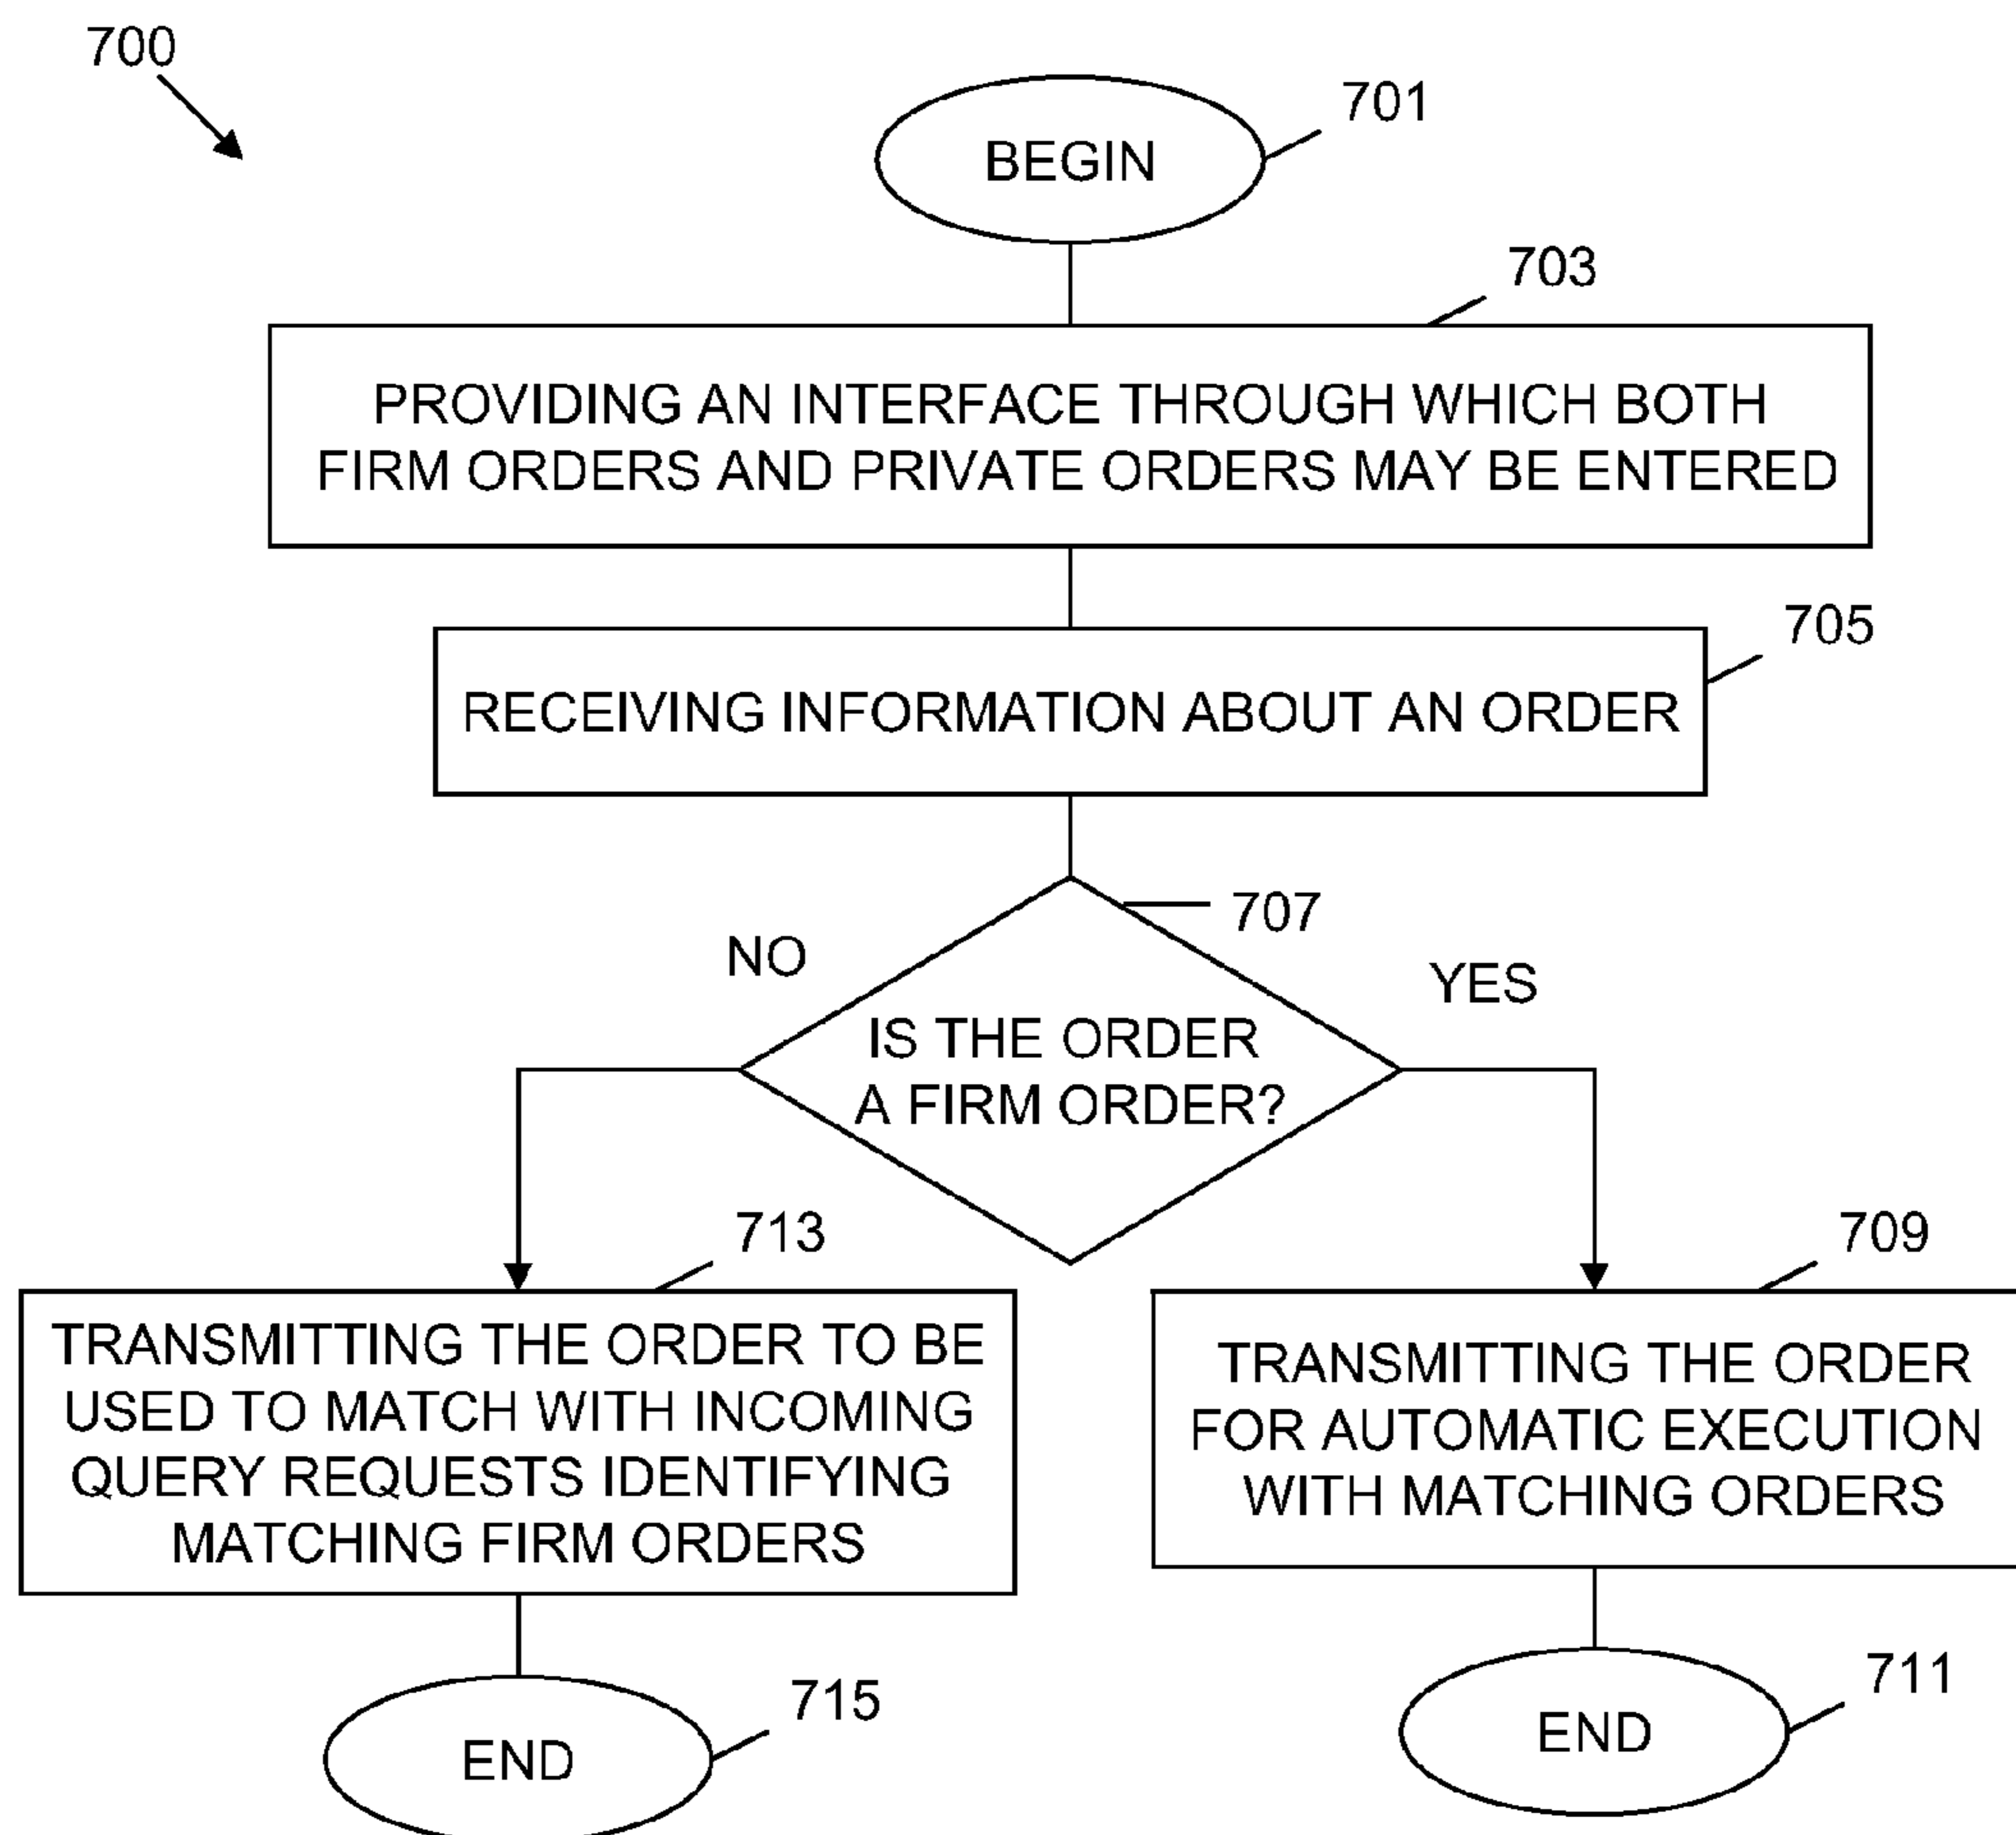 700
701
BEGIN
703
PROVIDING AN INTERFACE THROUGH WHICH BOTH
FIRM ORDERS AND PRIVATE ORDERS MAY BE ENTERED
705
RECEIVING INFORMATION ABOUT AN ORDER
707
NO
YES
IS THE ORDER
A FIRM ORDER?
713
TRANSMITTING THE ORDER TO BE
USED TO MATCH WITH INCOMING
QUERY REQUESTS IDENTIFYING
MATCHING FIRM ORDERS
709
TRANSMITTING THE ORDER
FOR AUTOMATIC EXECUTION
WITH MATCHING ORDERS
715
END
711
END